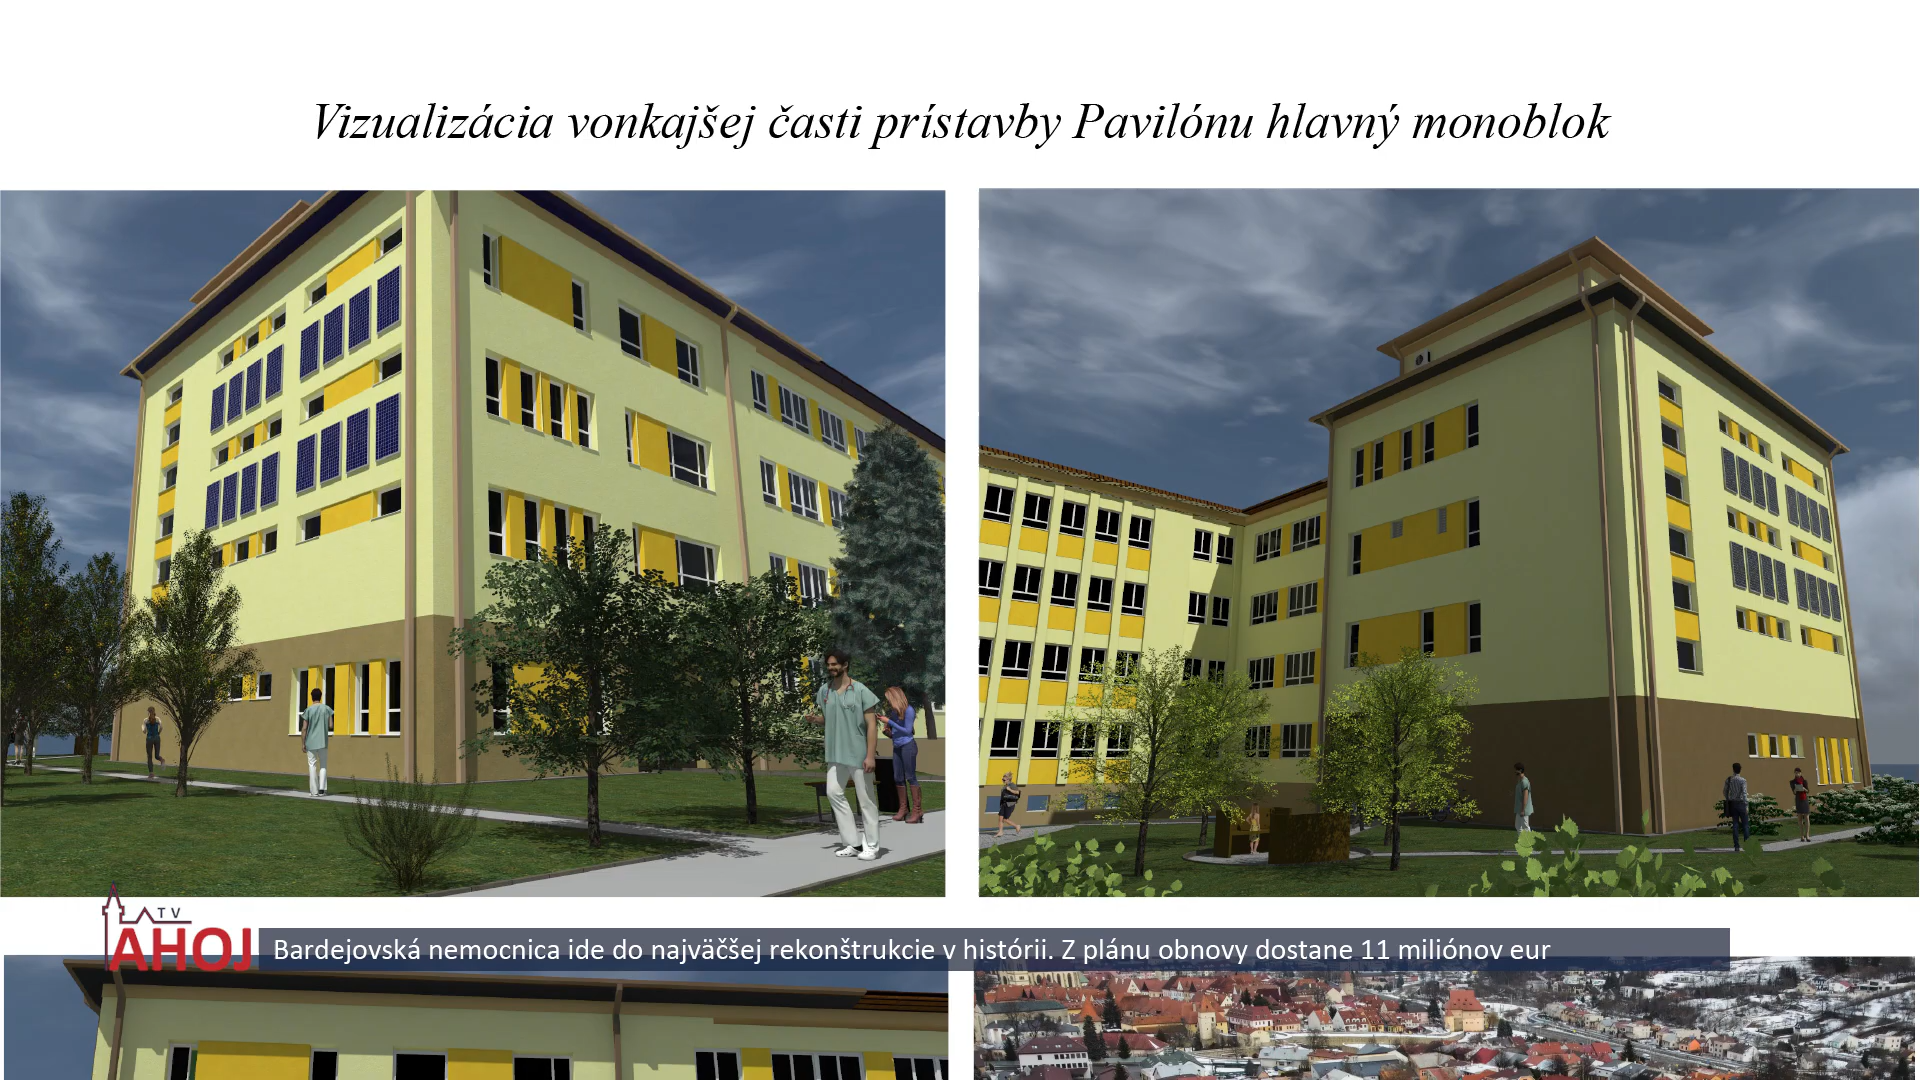 Vizualizácia vonkajšej časti prístavby Pavilónu hlavný monoblok
TV
AHOJ
Bardejovská nemocnica ide do najväčšej rekonštrukcie v histórii. Z plánu obnovy dostane 11 miliónov eur